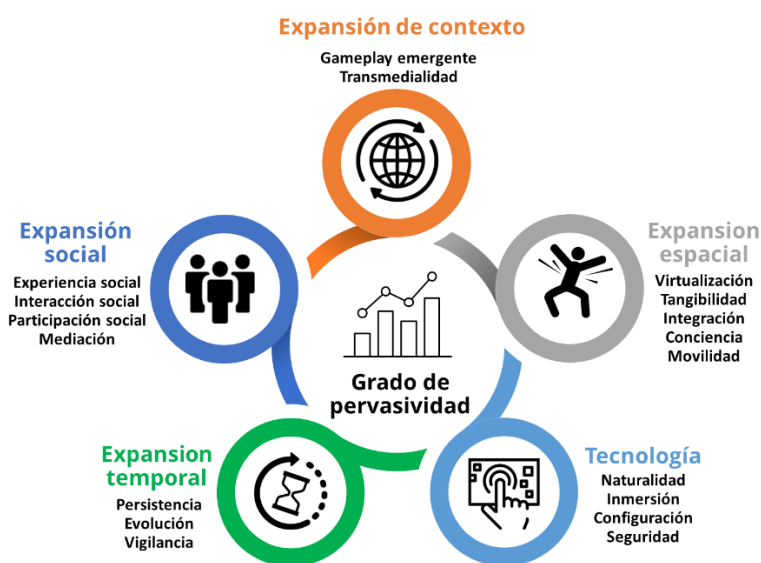 Expansión de contexto
Gameplay emergente
Transmedialidad
Expansión
social
Experiencia social
Interacción social
Participación social
Mediación
Expansion
espacial
Virtualización
Tangibilidad
Integración
Conciencia
Movilidad
Grado de
pervasividad
Expansion
temporal
Persistencia
Evolución
Vigilancia
Tecnología
Naturalidad
Inmersión
Configuración
Seguridad